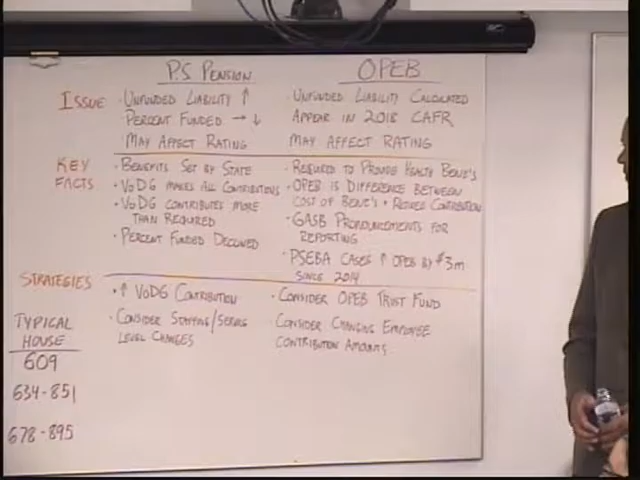 P.S PENSION
OPEB
ISSUE
· UNFUNDED LIABILITY ↑
PERCENT FUNDED → ↓
MAY AFFECT RATING
· UNFUNDED LIABILITY CALCULATED
APPEAR IN 2018 CAFR
MAY AFFECT RATING
KEY
FACTS
· BENEFITS SET BY STATE
· VODG MAKES ALL CONTRIBUTIONS
· VODG CONTRIBUTES MORE
THAN REQUIRED
· PERCENT FUNDED DECLINED
· REQUIRED TO PROVIDE HEALTH BENE'S
· OPEB IS DIFFERENCE BETWEEN
COST OF BENE'S + RETIREE CONTRIBUTION
· GASB PRONOUNCEMENTS FOR
REPORTING
· PSEBA CASES ↑ OPEB BY $3M
SINCE 2014
STRATEGIES
· ↑ VODG CONTRIBUTION
· CONSIDER STAFFING/SERVICE
LEVEL CHANGES
· CONSIDER OPEB TRUST FUND
· CONSIDER CHANGING EMPLOYEE
CONTRIBUTION AMOUNTS
TYPICAL
HOUSE
609
634-851
678-895